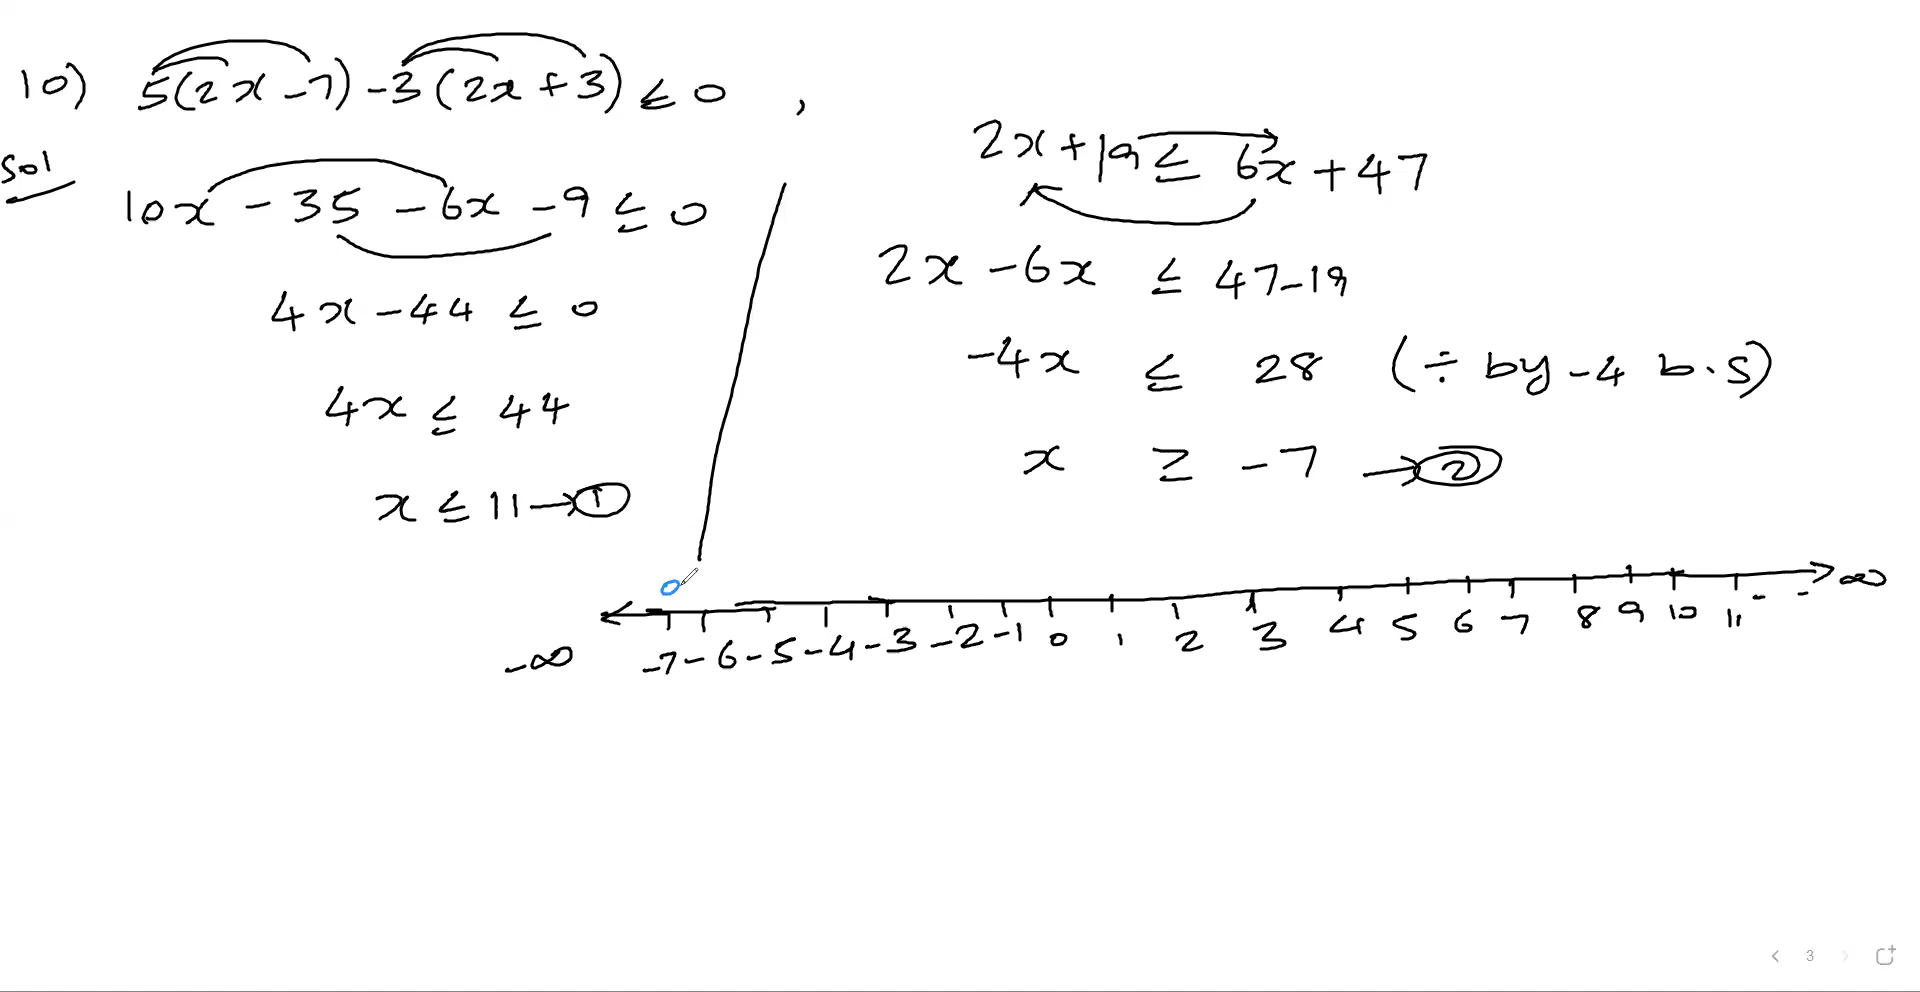 10) 5(2x-7)-3(2x+3) ≤ 0 ,
Sol
10x - 35 - 6x - 9 ≤ 0
4x - 44 ≤ 0
4x ≤ 44
x ≤ 11 → ①
2x + 19 ≤ 6x + 47
2x - 6x ≤ 47 - 19
-4x ≤ 28 (÷ by -4 b.s)
x ≥ -7 → ②
-∞ -7 -6 -5 -4 -3 -2 -1 0 1 2 3 4 5 6 7 8 9 10 11 - - ∞
3